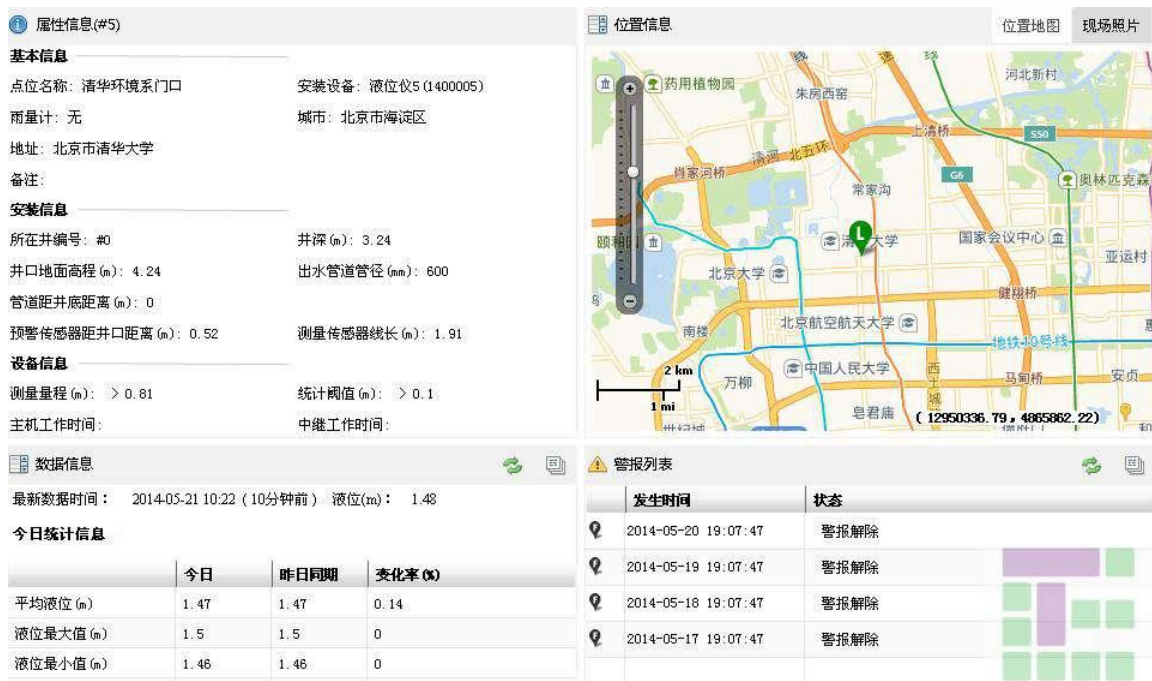 属性信息(#5)
基本信息
点位名称: 清华环境系门口 安装设备: 液位仪5(1400005)
雨量计: 无 城市: 北京市海淀区
地址: 北京市清华大学
备注:
安装信息
所在井编号: #0 井深(m): 3.24
井口地面高程(m): 4.24 出水管道管径(mm): 600
管道距井底距离(m): 0
预警传感器距井口距离(m): 0.52 测量传感器线长(m): 1.91
设备信息
测量量程(m): > 0.81 统计阈值(m): > 0.1
主机工作时间: 中继工作时间:
位置信息 位置地图 现场照片
药用植物园
朱房西窑
河北新村
上清桥
S50
清河
北五环
肖家河桥
G6
奥林匹克森
常家沟
L
清华大学
国家会议中心
亚运村
北京大学
健翔桥
北京航空航天大学
南楼
地铁10号线
中国人民大学
2 km
万柳
西土城
马甸桥
安贞
1 mi
皂君庙
(12950336.79, 4865862.22)
数据信息
最新数据时间: 2014-05-21 10:22 (10分钟前) 液位(m): 1.48
今日统计信息
今日 昨日同期 变化率(%)
平均液位(m) 1.47 1.47 0.14
液位最大值(m) 1.5 1.5 0
液位最小值(m) 1.46 1.46 0
警报列表
发生时间 状态
2014-05-20 19:07:47 警报解除
2014-05-19 19:07:47 警报解除
2014-05-18 19:07:47 警报解除
2014-05-17 19:07:47 警报解除